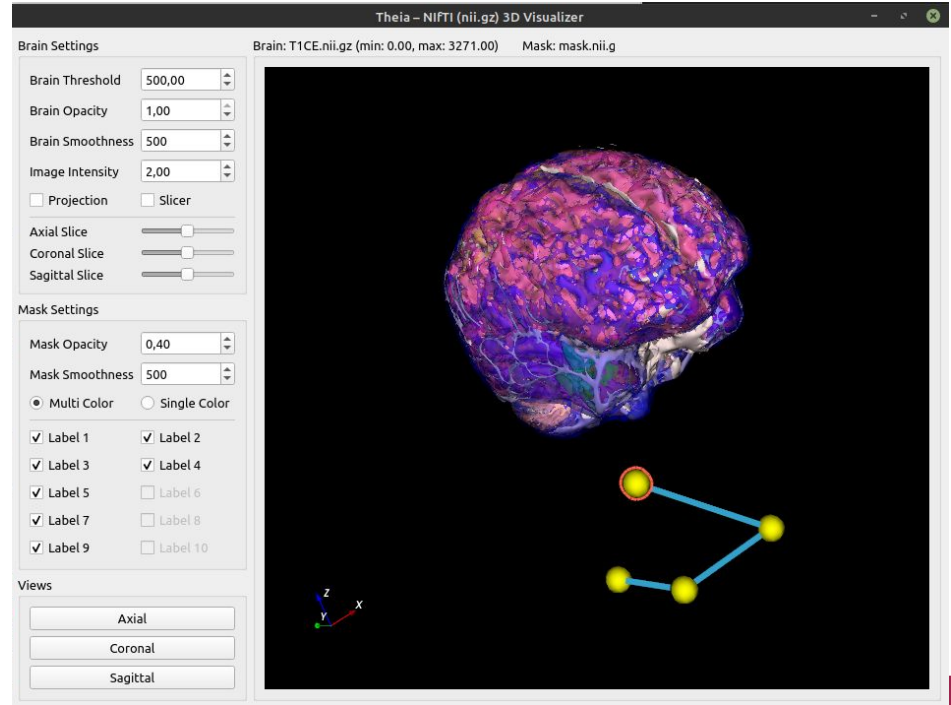 Theia – NIfTI (nii.gz) 3D Visualizer
Brain Settings
Brain: T1CE.nii.gz (min: 0.00, max: 3271.00) Mask: mask.nii.g
Brain Threshold 500,00
Brain Opacity 1,00
Brain Smoothness 500
Image Intensity 2,00
Projection Slicer
Axial Slice
Coronal Slice
Sagittal Slice
Mask Settings
Mask Opacity 0,40
Mask Smoothness 500
Multi Color Single Color
Label 1 Label 2
Label 3 Label 4
Label 5 Label 6
Label 7 Label 8
Label 9 Label 10
Views
Axial
Coronal
Sagittal
Z
X
Y